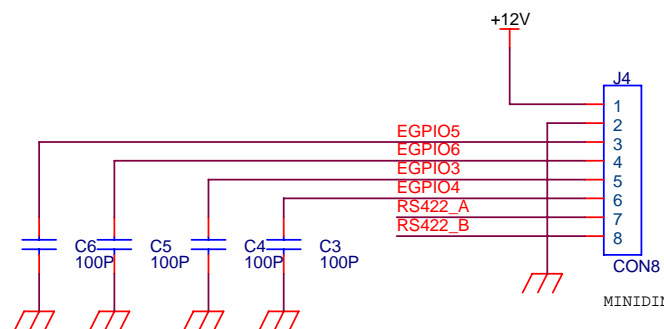 +12V
J4
1
2
EGPIO5
3
EGPIO6
4
EGPIO3
5
EGPIO4
6
RS422_A
7
RS422_B
8
C6
100P
C5
100P
C4
100P
C3
100P
CON8
MINIDIN